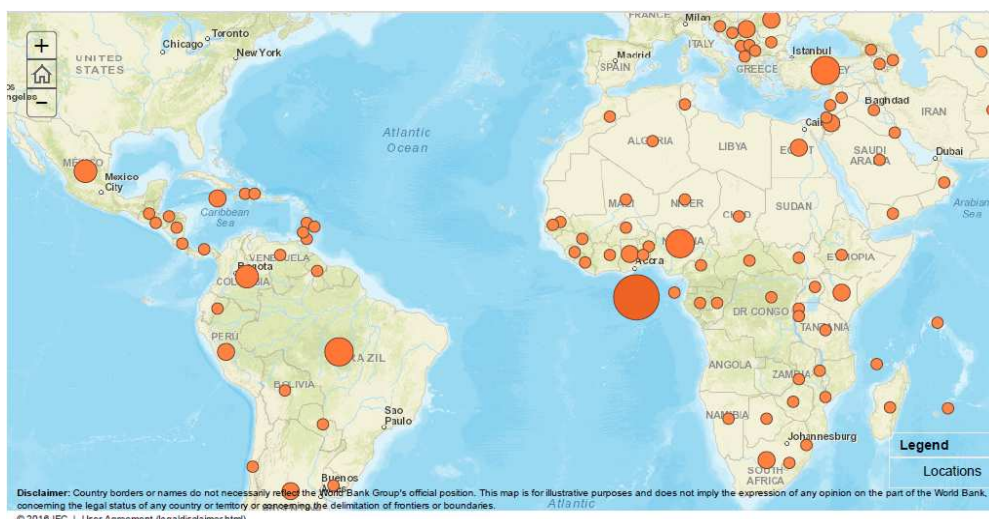 FRANCE
Milan
Toronto
Chicago
New York
UNITED
STATES
Madrid
SPAIN
ITALY
GREECE
Istanbul
Baghdad
IRAN
Atlantic
Ocean
ALGERIA
LIBYA
EGYPT
SAUDI
ARABIA
Dubai
MÉXICO
Mexico
City
Caribbean
Sea
MALI
NIGER
CHAD
SUDAN
Arabian
VENEZUELA
Bogota
COLOMBIA
Accra
ETHIOPIA
DR CONGO
TANZANIA
PERU
BRAZIL
ANGOLA
ZAMBIA
BOLIVIA
Sao
Paulo
NAMIBIA
Johannesburg
SOUTH
AFRICA
Legend
Locations
Buenos
Atlantic
Disclaimer: Country borders or names do not necessarily reflect the World Bank Group's official position. This map is for illustrative purposes and does not imply the expression of any opinion on the part of the World Bank,
concerning the legal status of any country or territory or concerning the delimitation of frontiers or boundaries.